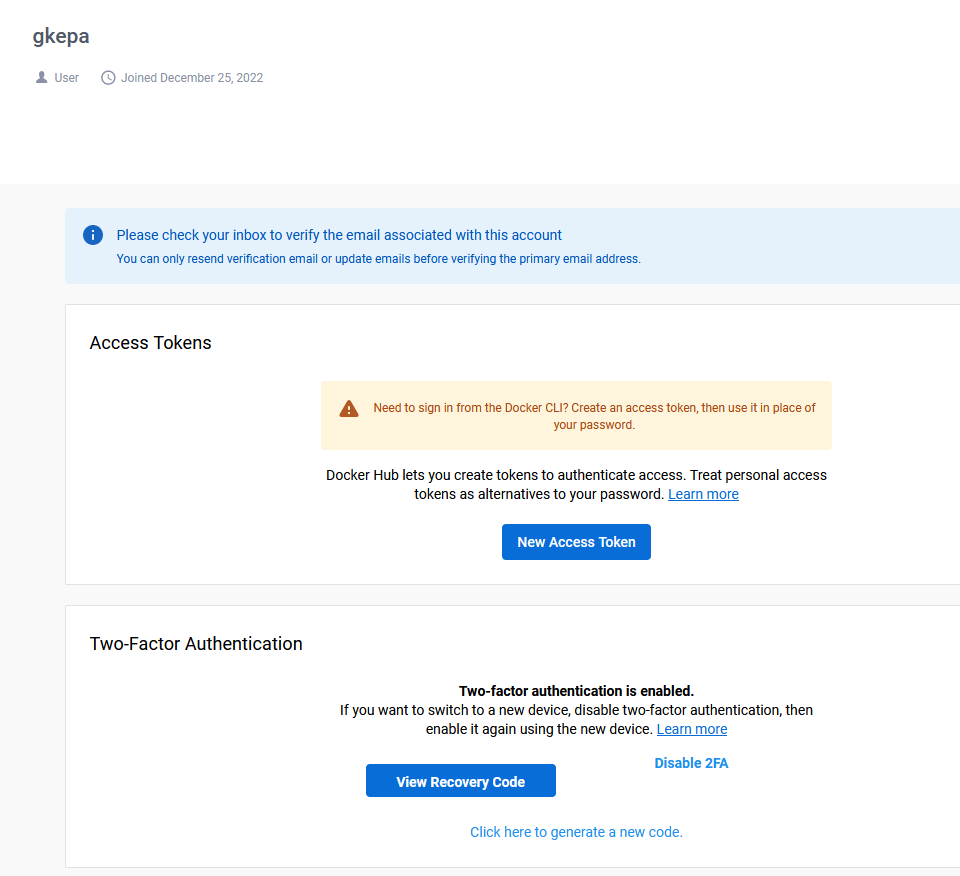 gkepa
User Joined December 25, 2022
Please check your inbox to verify the email associated with this account
You can only resend verification email or update emails before verifying the primary email address.
Access Tokens
Need to sign in from the Docker CLI? Create an access token, then use it in place of
your password.
Docker Hub lets you create tokens to authenticate access. Treat personal access
tokens as alternatives to your password. Learn more
New Access Token
Two-Factor Authentication
Two-factor authentication is enabled.
If you want to switch to a new device, disable two-factor authentication, then
enable it again using the new device. Learn more
Disable 2FA
View Recovery Code
Click here to generate a new code.